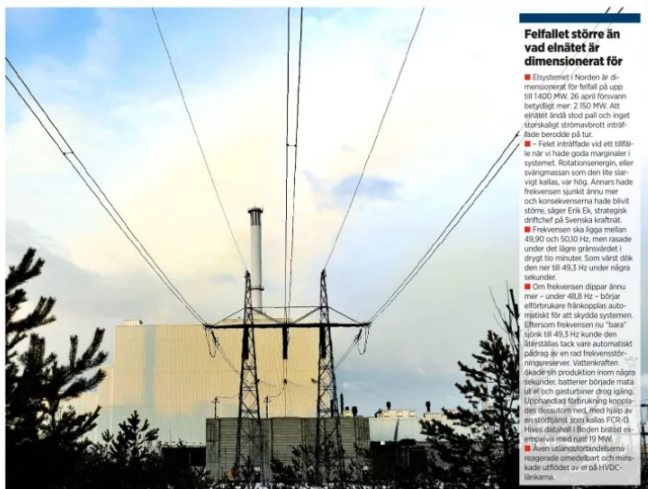 Felfallet större än
vad elnätet är
dimensionerat för
Elsystemet i Norden är di-
mensionerat för felfall på upp
till 1 400 MW. 26 april försvann
betydligt mer: 2 150 MW. Att
elnätet ändå stod pall och inget
storskaligt strömavbrott inträf-
fade berodde på tur.
– Felet inträffade vid ett tillfäl-
le när vi hade goda marginaler i
systemet. Rotationsenergin, eller
svängmassan som den lite slar-
vigt kallas, var hög. Annars hade
frekvensen sjunkit ännu mer
och konsekvenserna hade blivit
större, säger Erik Ek, strategisk
driftchef på Svenska kraftnät.
Frekvensen ska ligga mellan
49,90 och 50,10 Hz, men rasade
under det lägre gränsvärdet i
drygt tio minuter. Som värst dök
den ner till 49,3 Hz under några
sekunder.
Om frekvensen dippar ännu
mer – under 48,8 Hz – börjar
elförbrukare frånkopplas auto-
matiskt för att skydda systemen.
Eftersom frekvensen nu "bara"
sjönk till 49,3 Hz kunde den
återställas tack vare automatiskt
pådrag av en rad frekvensstör-
ningsreserver. Vattenkraften
ökade sin produktion inom några
sekunder, batterier började mata
ut el och gasturbiner drog igång.
Upphandlad förbrukning koppla-
des dessutom ned, med hjälp av
en stödtjänst som kallas FCR-D.
Hives datahall i Boden bistod ex-
empelvis med runt 19 MW.
Även utlandsförbindelserna
reagerade omedelbart och mins-
kade utflödet av el på HVDC-
länkarna.